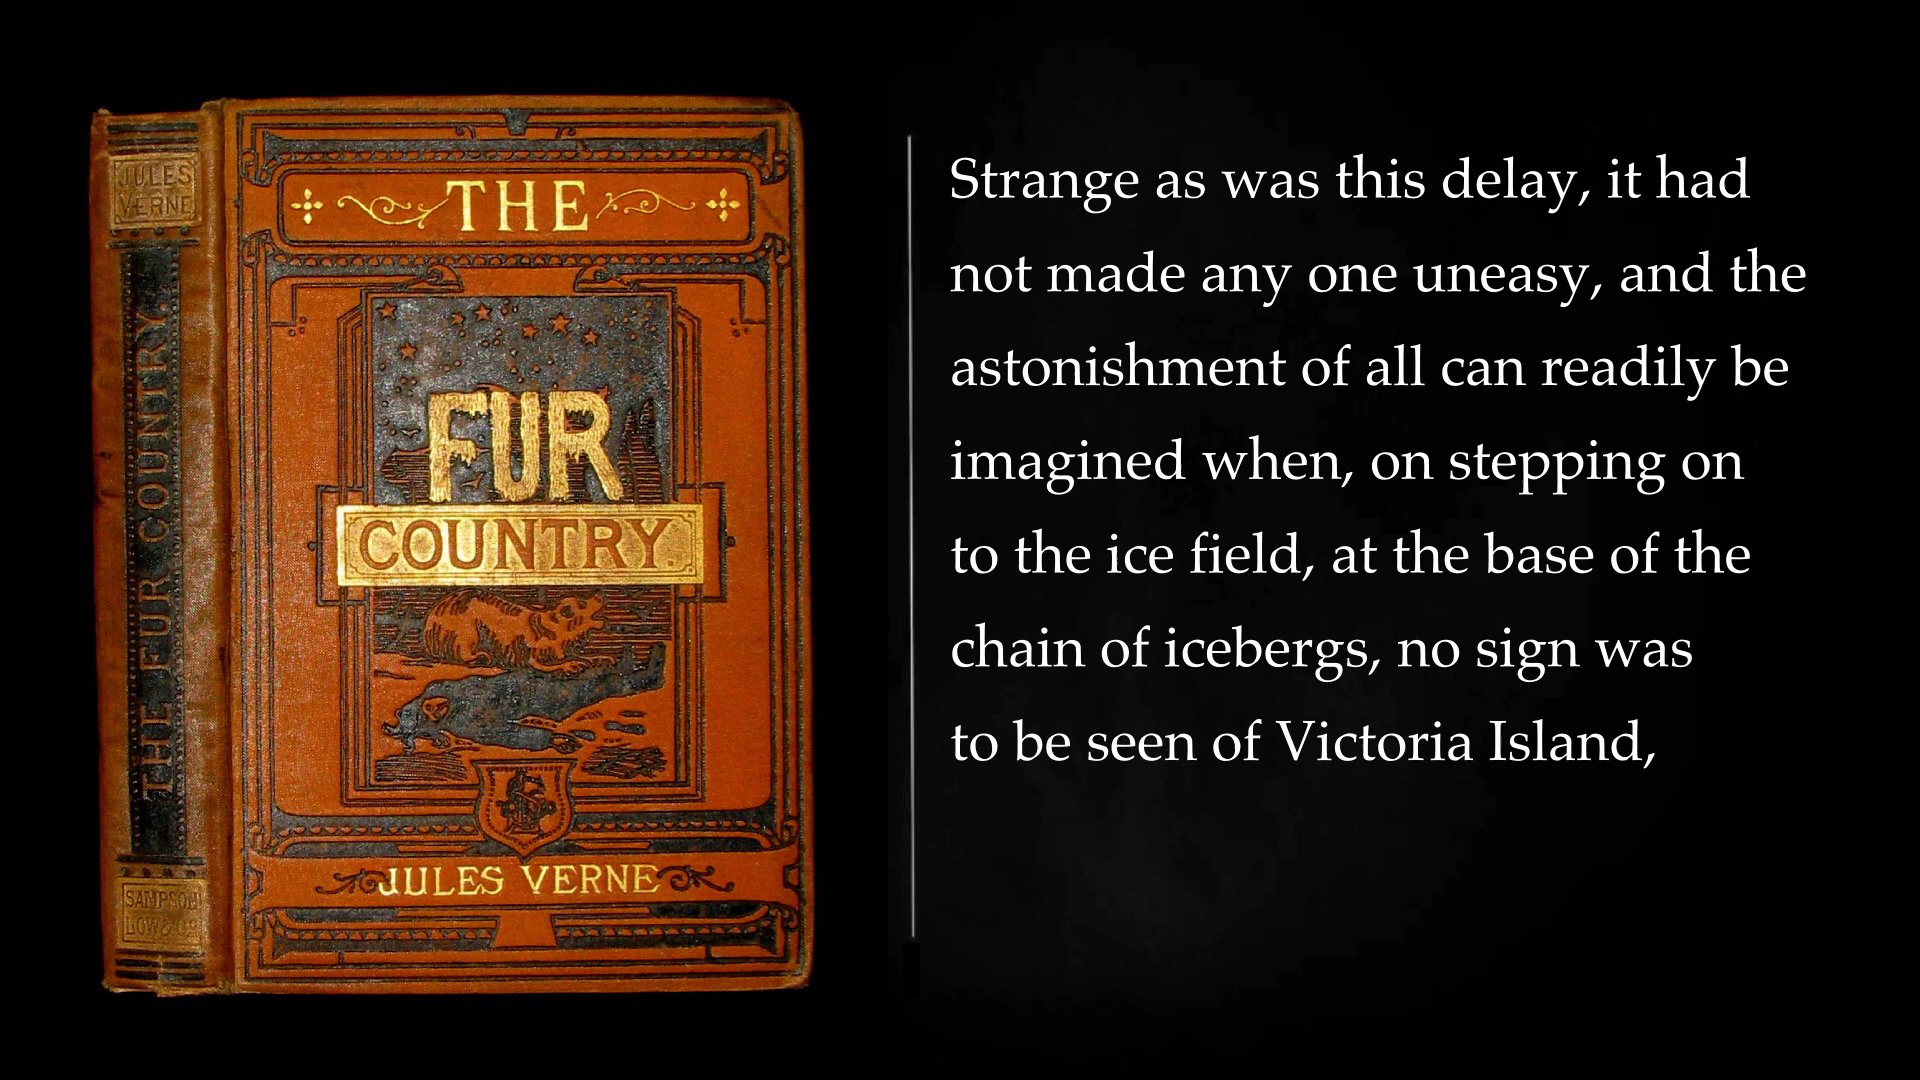 JULES
VERNE
THE FUR COUNTRY.
SAMPSON
LOW & Co
THE
FUR
COUNTRY.
JULES VERNE
Strange as was this delay, it had
not made any one uneasy, and the
astonishment of all can readily be
imagined when, on stepping on
to the ice field, at the base of the
chain of icebergs, no sign was
to be seen of Victoria Island,